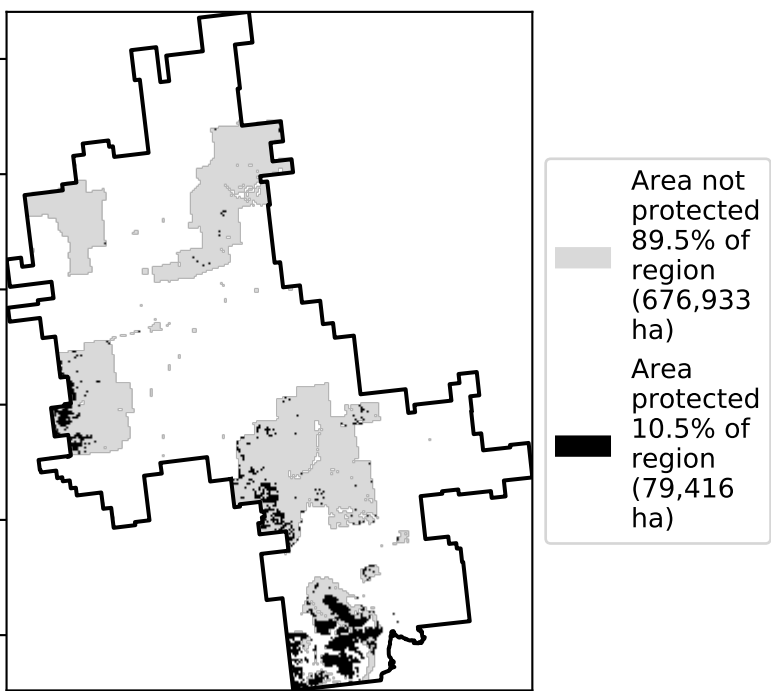 Area not
protected
89.5% of
region
(676,933
ha)
Area
protected
10.5% of
region
(79,416
ha)